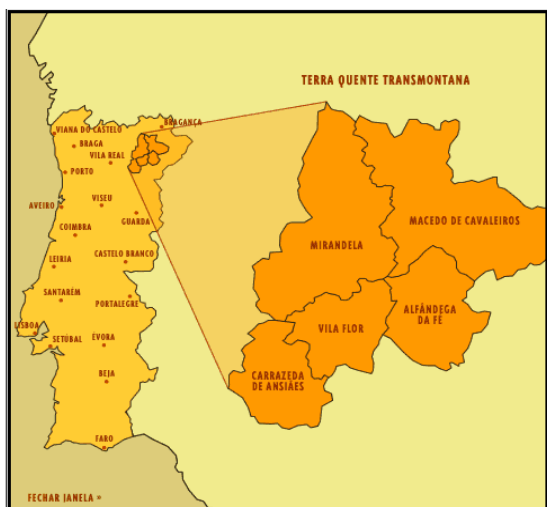 TERRA QUENTE TRANSMONTANA
BRAGANÇA
VIANA DO CASTELO
BRAGA
VILA REAL
PORTO
AVEIRO
VISEU
GUARDA
COIMBRA
LEIRIA
CASTELO BRANCO
SANTARÉM
PORTALEGRE
LISBOA
SETÚBAL
ÉVORA
BEJA
FARO
MIRANDELA
MACEDO DE CAVALEIROS
VILA FLOR
ALFÂNDEGA
DA FÉ
CARRAZEDA
DE ANSIÃES
FECHAR JANELA